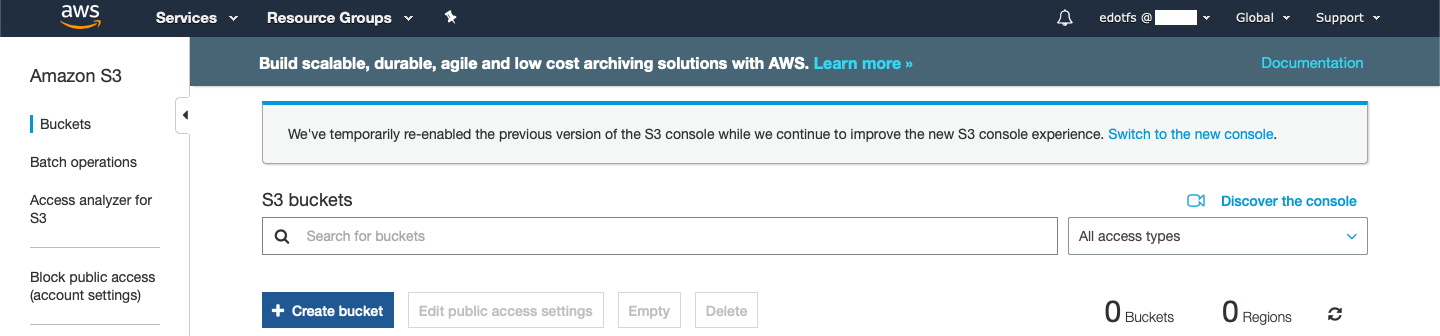 aws
Services
Resource Groups
edotfs @
Global
Support
Amazon S3
Buckets
Batch operations
Access analyzer for
S3
Block public access
(account settings)
Build scalable, durable, agile and low cost archiving solutions with AWS. Learn more »
Documentation
We've temporarily re-enabled the previous version of the S3 console while we continue to improve the new S3 console experience. Switch to the new console.
S3 buckets
Discover the console
Search for buckets
All access types
Create bucket
Edit public access settings
Empty
Delete
0 Buckets
0 Regions